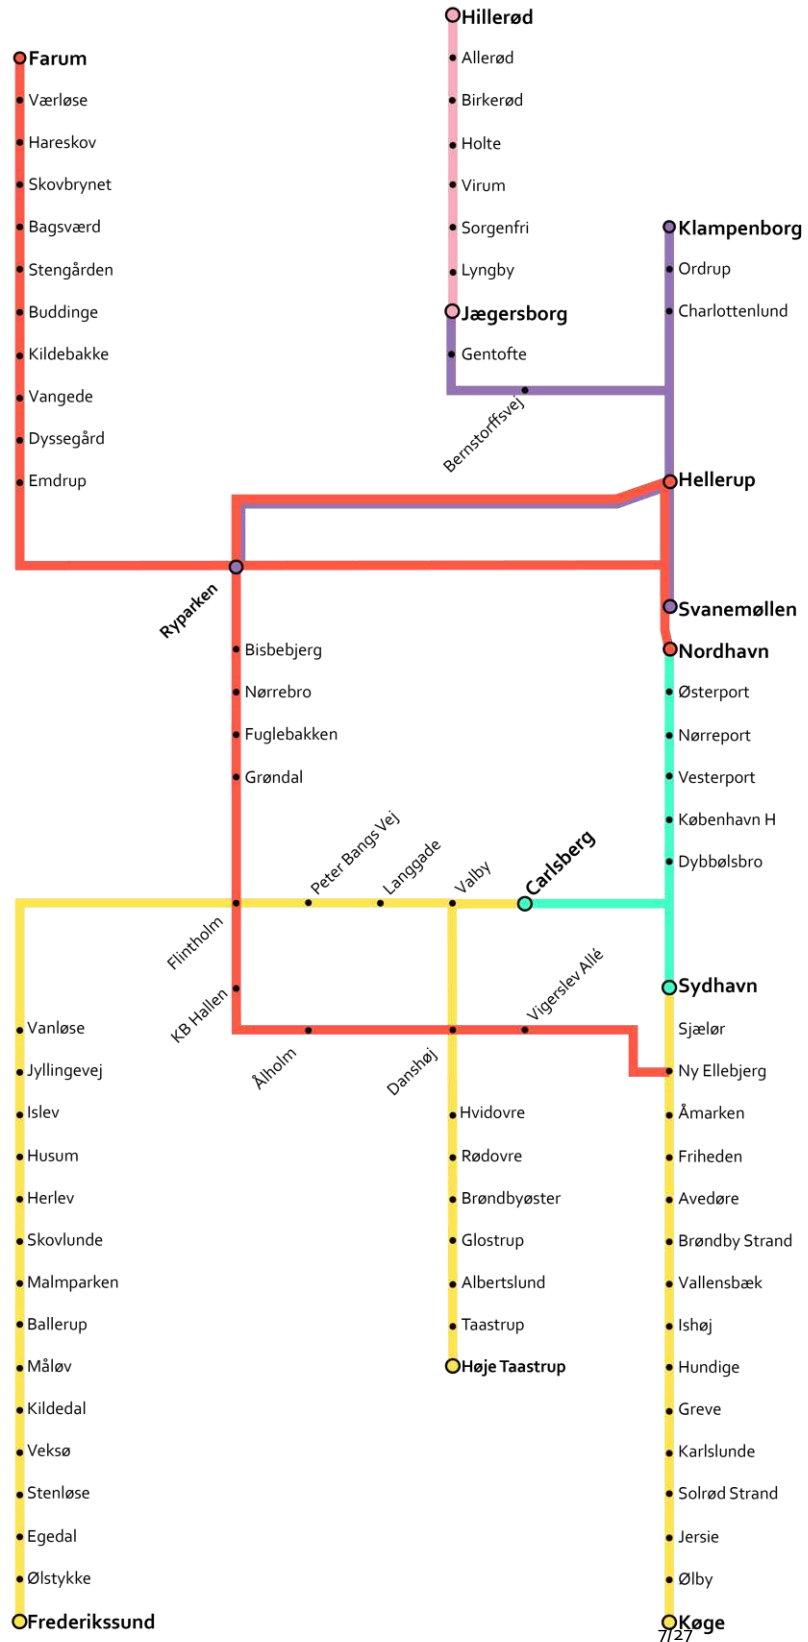 Hillerød
Allerød
Birkerød
Holte
Virum
Sorgenfri
Lyngby
Jægersborg
Gentofte
Bernstorffsvej
Farum
Værløse
Hareskov
Skovbrynet
Bagsværd
Stengården
Buddinge
Kildebakke
Vangede
Dyssegård
Emdrup
Klampenborg
Ordrup
Charlottenlund
Hellerup
Svanemøllen
Nordhavn
Østerport
Nørreport
Vesterport
København H
Dybbølsbro
Ryparken
Bisbebjerg
Nørrebro
Fuglebakken
Grøndal
Flintholm
Peter Bangs Vej
Langgade
Valby
Carlsberg
KB Hallen
Ålholm
Danshøj
Vigerslev Allé
Sydhavn
Sjælør
Ny Ellebjerg
Åmarken
Friheden
Avedøre
Brøndby Strand
Vallensbæk
Ishøj
Hundige
Greve
Karlslunde
Solrød Strand
Jersie
Ølby
Køge
Hvidovre
Rødovre
Brøndbyøster
Glostrup
Albertslund
Taastrup
Høje Taastrup
Vanløse
Jyllingevej
Islev
Husum
Herlev
Skovlunde
Malmparken
Ballerup
Måløv
Kildedal
Veksø
Stenløse
Egedal
Ølstykke
Frederikssund
7/27